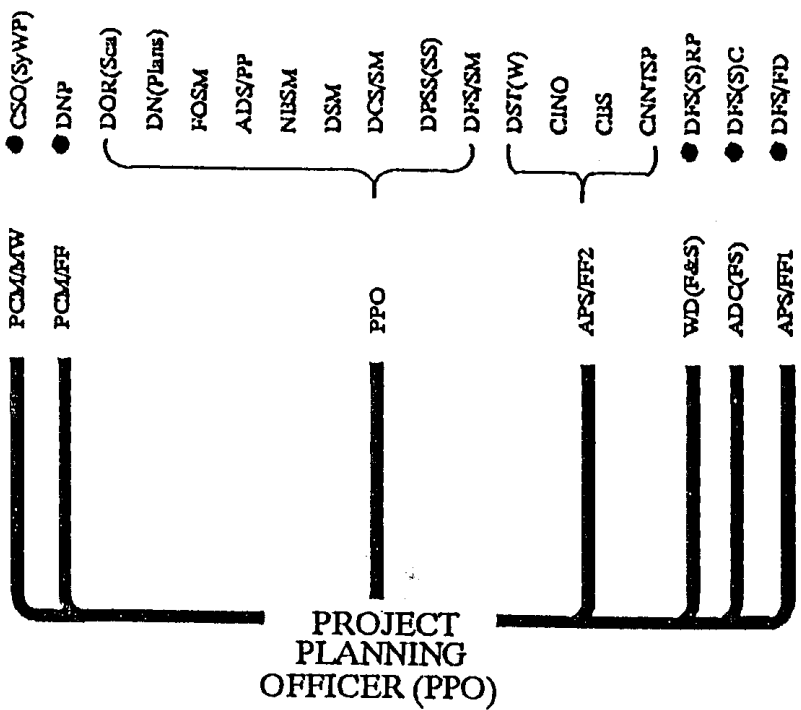 CSO(SyWP)
DNP
DOR(Sea)
DN(Plans)
FOSM
ADS/PP
NBSM
DSM
DCS/SM
DPSS(SS)
DFS/SM
DST(W)
CINO
CBS
CNNTSP
DFS(S)RP
DFS(S)C
DFS/FD
PCM/MW
PCM/FF
PPO
APS/FF2
WD(F&S)
ADC(FS)
APS/FF1
PROJECT
PLANNING
OFFICER (PPO)